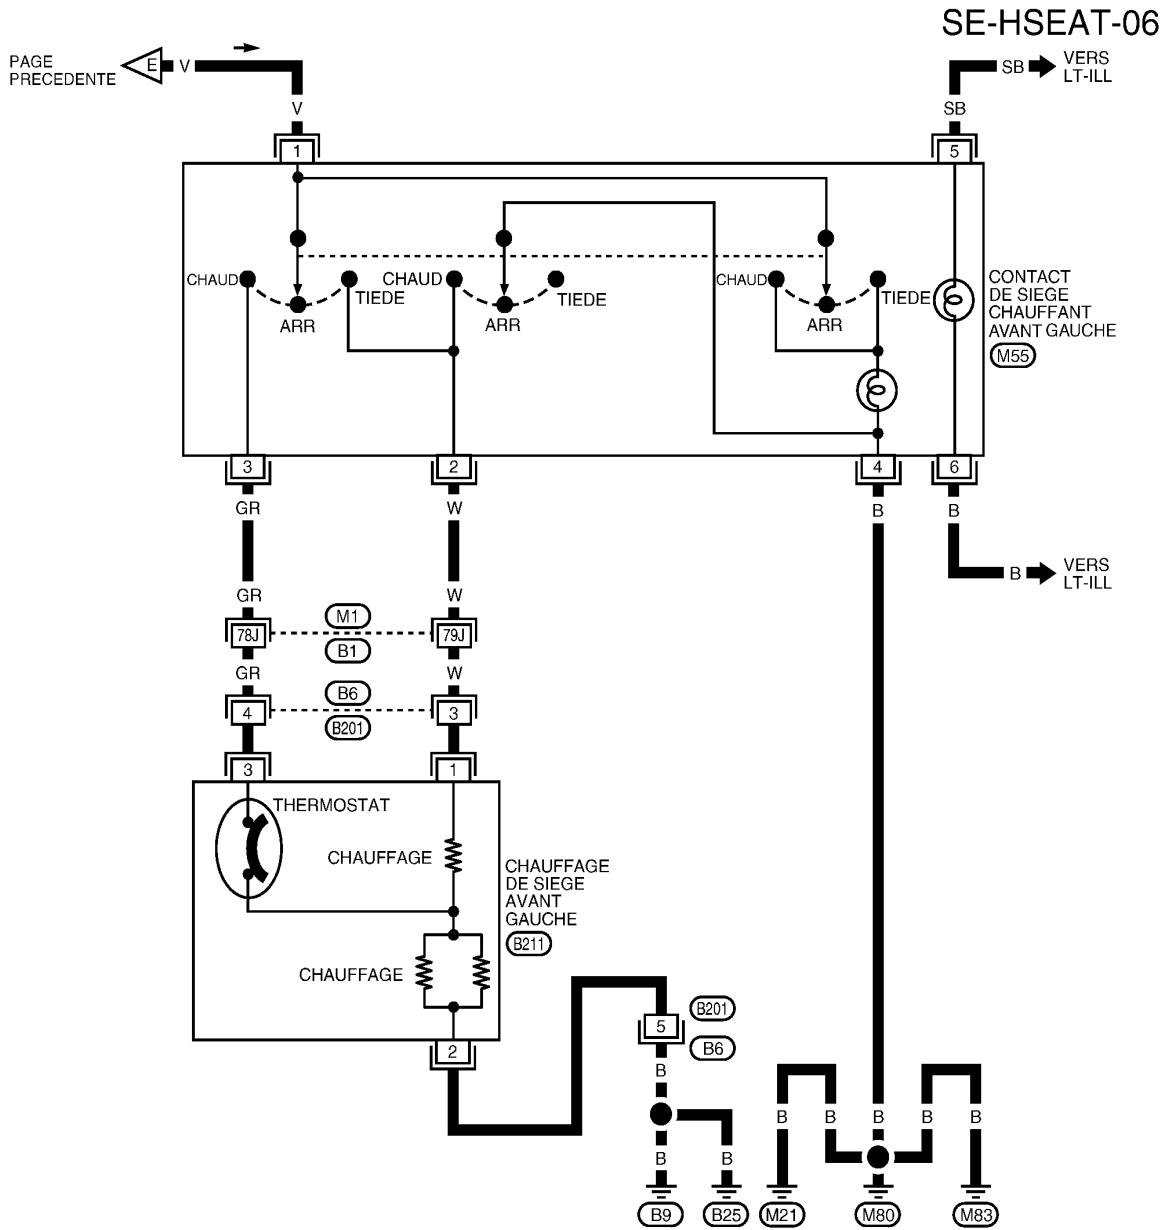 SE-HSEAT-06
PAGE
PRECEDENTE
E
V
V
SB
VERS
LT-ILL
SB
1
5
CHAUD
TIEDE
ARR
CHAUD
TIEDE
ARR
CHAUD
TIEDE
ARR
CONTACT
DE SIEGE
CHAUFFANT
AVANT GAUCHE
M55
3
2
4
6
GR
W
B
B
B
VERS
LT-ILL
GR
W
M1
78J
79J
B1
GR
W
B6
4
3
B201
3
1
THERMOSTAT
CHAUFFAGE
CHAUFFAGE
DE SIEGE
AVANT
GAUCHE
B211
CHAUFFAGE
2
B201
5
B6
B
B
B
B
B
B
B
B
B
B9
B25
M21
M80
M83